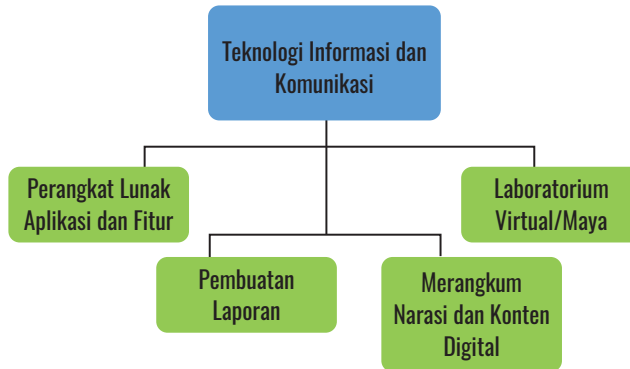 Teknologi Informasi dan
Komunikasi
Perangkat Lunak
Aplikasi dan Fitur
Laboratorium
Virtual/Maya
Pembuatan
Laporan
Merangkum
Narasi dan Konten
Digital